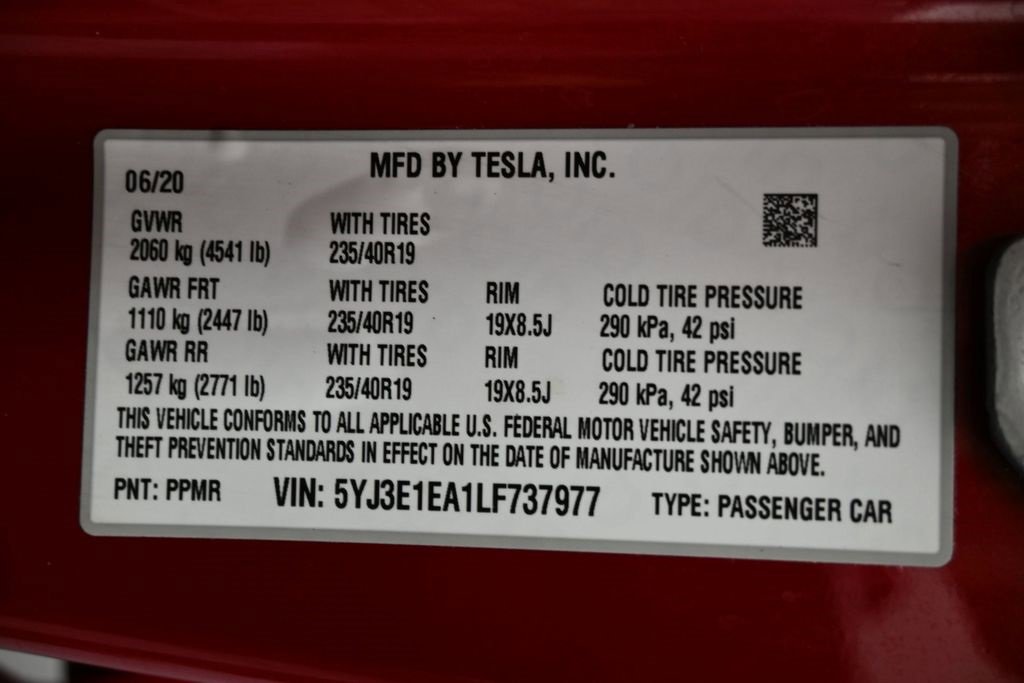 MFD BY TESLA, INC.
06/20
GVWR WITH TIRES
2060 kg (4541 lb) 235/40R19
GAWR FRT WITH TIRES RIM COLD TIRE PRESSURE
1110 kg (2447 lb) 235/40R19 19X8.5J 290 kPa, 42 psi
GAWR RR WITH TIRES RIM COLD TIRE PRESSURE
1257 kg (2771 lb) 235/40R19 19X8.5J 290 kPa, 42 psi
THIS VEHICLE CONFORMS TO ALL APPLICABLE U.S. FEDERAL MOTOR VEHICLE SAFETY, BUMPER, AND
THEFT PREVENTION STANDARDS IN EFFECT ON THE DATE OF MANUFACTURE SHOWN ABOVE.
PNT: PPMR VIN: 5YJ3E1EA1LF737977 TYPE: PASSENGER CAR